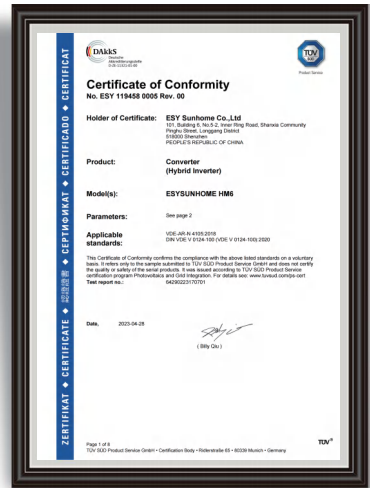 DAkkS
Deutsche
Akkreditierungsstelle
TÜV
SÜD
Product Service
Certificate of Conformity
No. ESY 119458 0005 Rev. 00
Holder of Certificate: ESY Sunhome Co.,Ltd
101, Building 6, No.5-2, Inner Ring Road, Shanxia Community
Pinghu Street, Longgang District
518000 Shenzhen
PEOPLE'S REPUBLIC OF CHINA
Product: Converter
(Hybrid Inverter)
Model(s): ESYSUNHOME HM6
Parameters: See page 2
Applicable standards: VDE-AR-N 4105:2018
DIN VDE V 0124-100 (VDE V 0124-100):2020
This Certificate of Conformity confirms the compliance with the above listed standards on a voluntary
basis. It refers only to the sample submitted to TÜV SÜD Product Service GmbH and does not certify
the quality or safety of the serial products. It was issued according to TÜV SÜD Product Service
certification program Photovoltaics and Grid Integration. For details see: www.tuvsud.com/ps-cert
Test report no.: 64290223170701
Date, 2023-04-28
( Billy Qiu )
Page 1 of 8
TÜV SÜD Product Service GmbH • Certification Body • Ridlerstraße 65 • 80339 Munich • Germany
TÜV®
ZERTIFIKAT ◆ CERTIFICATE ◆ 認證證書 ◆ СЕРТИФИКАТ ◆ CERTIFICADO ◆ CERTIFICAT